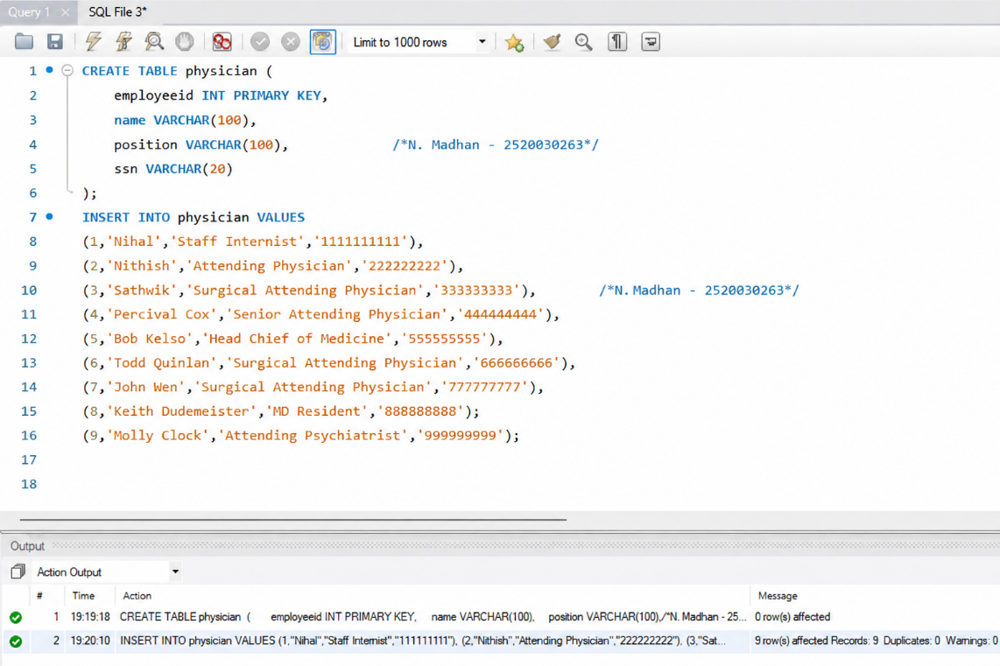 Query 1 × SQL File 3*
Limit to 1000 rows
1 CREATE TABLE physician (
2 employeeid INT PRIMARY KEY,
3 name VARCHAR(100),
4 position VARCHAR(100), /*N. Madhan - 2520030263*/
5 ssn VARCHAR(20)
6 );
7 INSERT INTO physician VALUES
8 (1,'Nihal','Staff Internist','1111111111'),
9 (2,'Nithish','Attending Physician','222222222'),
10 (3,'Sathwik','Surgical Attending Physician','333333333'), /*N. Madhan - 2520030263*/
11 (4,'Percival Cox','Senior Attending Physician','444444444'),
12 (5,'Bob Kelso','Head Chief of Medicine','555555555'),
13 (6,'Todd Quinlan','Surgical Attending Physician','666666666'),
14 (7,'John Wen','Surgical Attending Physician','777777777'),
15 (8,'Keith Dudemeister','MD Resident','888888888');
16 (9,'Molly Clock','Attending Psychiatrist','999999999');
17
18
Output
Action Output
# Time Action Message
1 19:19:18 CREATE TABLE physician ( employeeid INT PRIMARY KEY, name VARCHAR(100), position VARCHAR(100),/*N. Madhan - 25... 0 row(s) affected
2 19:20:10 INSERT INTO physician VALUES (1,"Nihal","Staff Internist","111111111"), (2,"Nithish","Attending Physician","222222222"), (3,"Sat... 9 row(s) affected Records: 9 Duplicates: 0 Warnings: 0